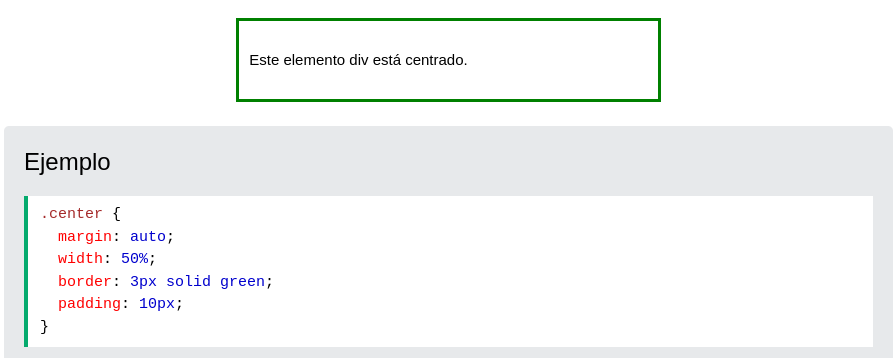 Este elemento div está centrado.
Ejemplo
.center {
  margin: auto;
  width: 50%;
  border: 3px solid green;
  padding: 10px;
}